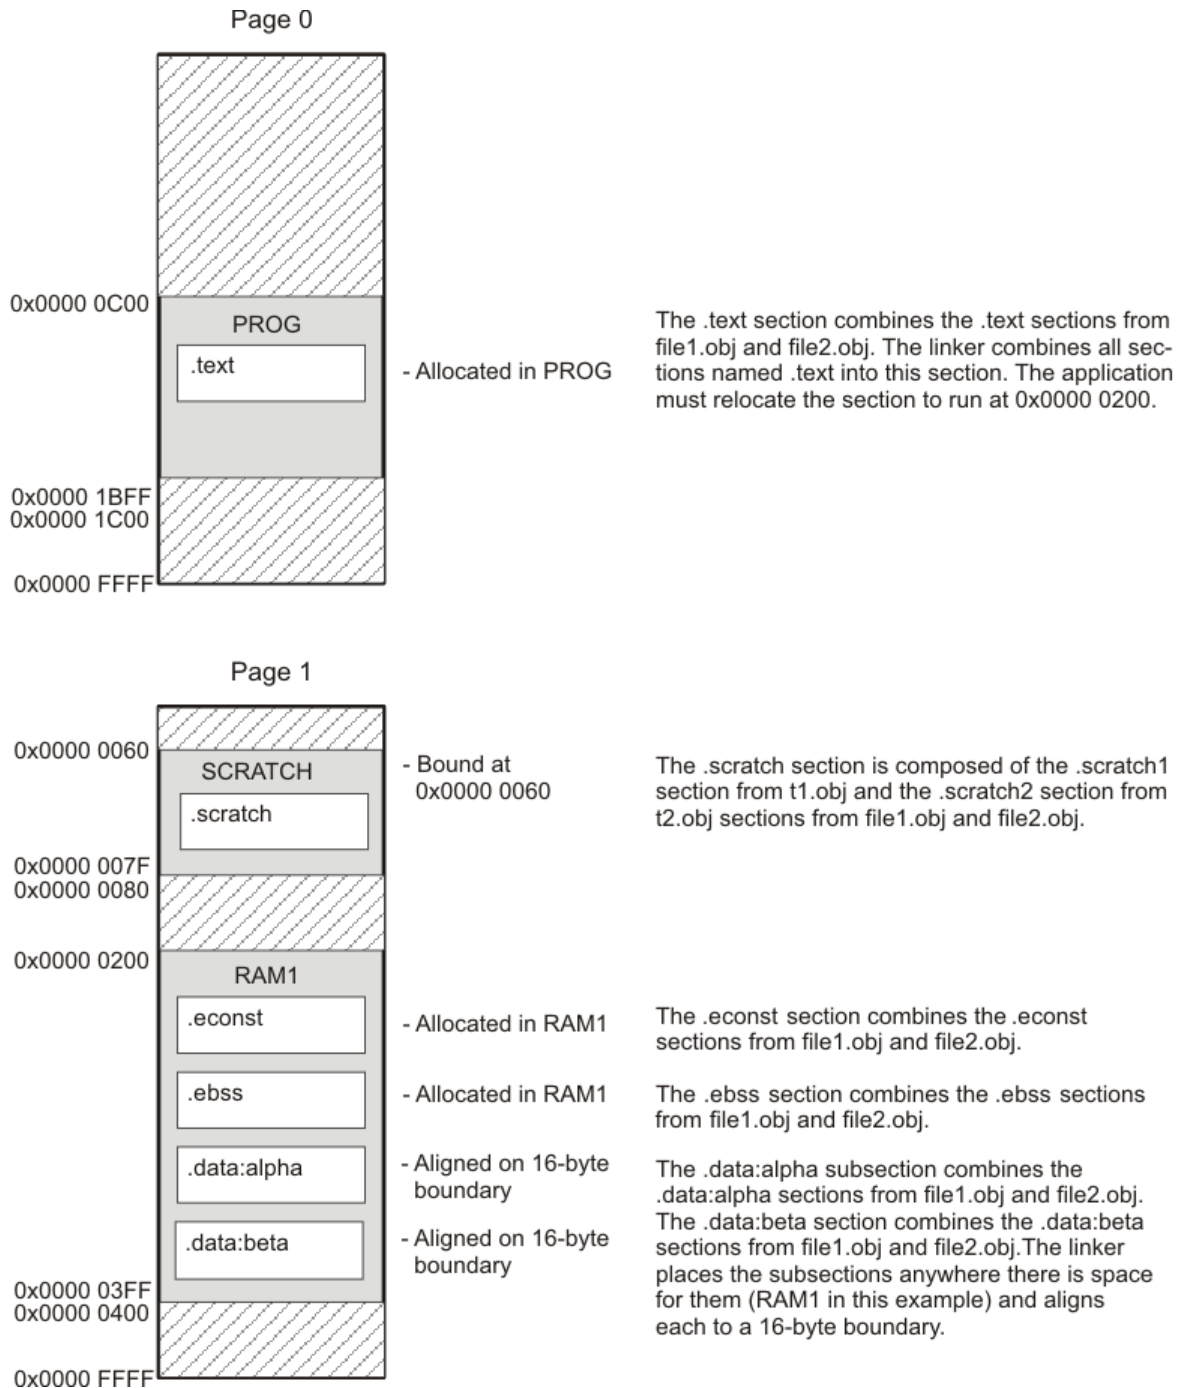 Page 0
0x0000 0C00
PROG
.text
- Allocated in PROG
The .text section combines the .text sections from
file1.obj and file2.obj. The linker combines all sec-
tions named .text into this section. The application
must relocate the section to run at 0x0000 0200.
0x0000 1BFF
0x0000 1C00
0x0000 FFFF
Page 1
0x0000 0060
SCRATCH
.scratch
- Bound at
0x0000 0060
The .scratch section is composed of the .scratch1
section from t1.obj and the .scratch2 section from
t2.obj sections from file1.obj and file2.obj.
0x0000 007F
0x0000 0080
0x0000 0200
RAM1
.econst
- Allocated in RAM1
The .econst section combines the .econst
sections from file1.obj and file2.obj.
.ebss
- Allocated in RAM1
The .ebss section combines the .ebss sections
from file1.obj and file2.obj.
.data:alpha
- Aligned on 16-byte
boundary
The .data:alpha subsection combines the
.data:alpha sections from file1.obj and file2.obj.
.data:beta
- Aligned on 16-byte
boundary
The .data:beta section combines the .data:beta
sections from file1.obj and file2.obj.The linker
places the subsections anywhere there is space
for them (RAM1 in this example) and aligns
each to a 16-byte boundary.
0x0000 03FF
0x0000 0400
0x0000 FFFF